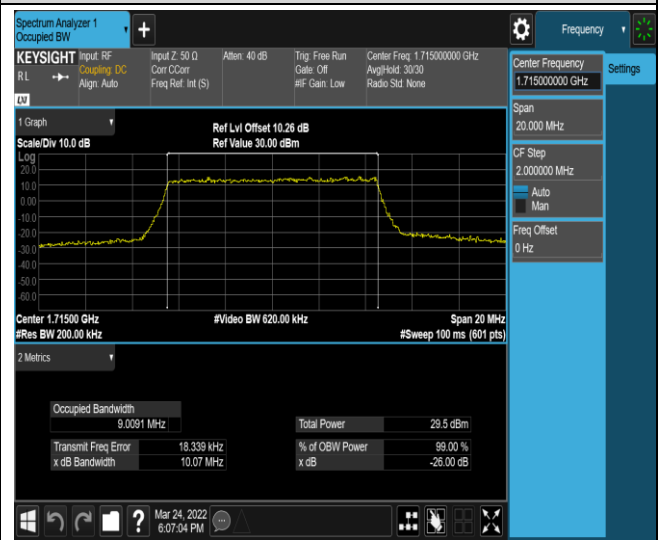 Spectrum Analyzer 1
Occupied BW
Frequency
KEYSIGHT
Input: RF
Coupling: DC
Align: Auto
R L
LXI
Input Z: 50 Ω
Corr CCorr
Freq Ref: Int (S)
Atten: 40 dB
Trig: Free Run
Gate: Off
#IF Gain: Low
Center Freq: 1.715000000 GHz
Avg|Hold: 30/30
Radio Std: None
Center Frequency
1.715000000 GHz
Settings
Span
20.000 MHz
CF Step
2.000000 MHz
Auto
Man
Freq Offset
0 Hz
1 Graph
Scale/Div 10.0 dB
Ref Lvl Offset 10.26 dB
Ref Value 30.00 dBm
Log
20.0
10.0
0.00
-10.0
-20.0
-30.0
-40.0
-50.0
-60.0
Center 1.71500 GHz
#Video BW 620.00 kHz
Span 20 MHz
#Res BW 200.00 kHz
#Sweep 100 ms (601 pts)
2 Metrics
Occupied Bandwidth
9.0091 MHz
Total Power 29.5 dBm
Transmit Freq Error 18.339 kHz
% of OBW Power 99.00 %
x dB Bandwidth 10.07 MHz
x dB -26.00 dB
?
Mar 24, 2022
6:07:04 PM